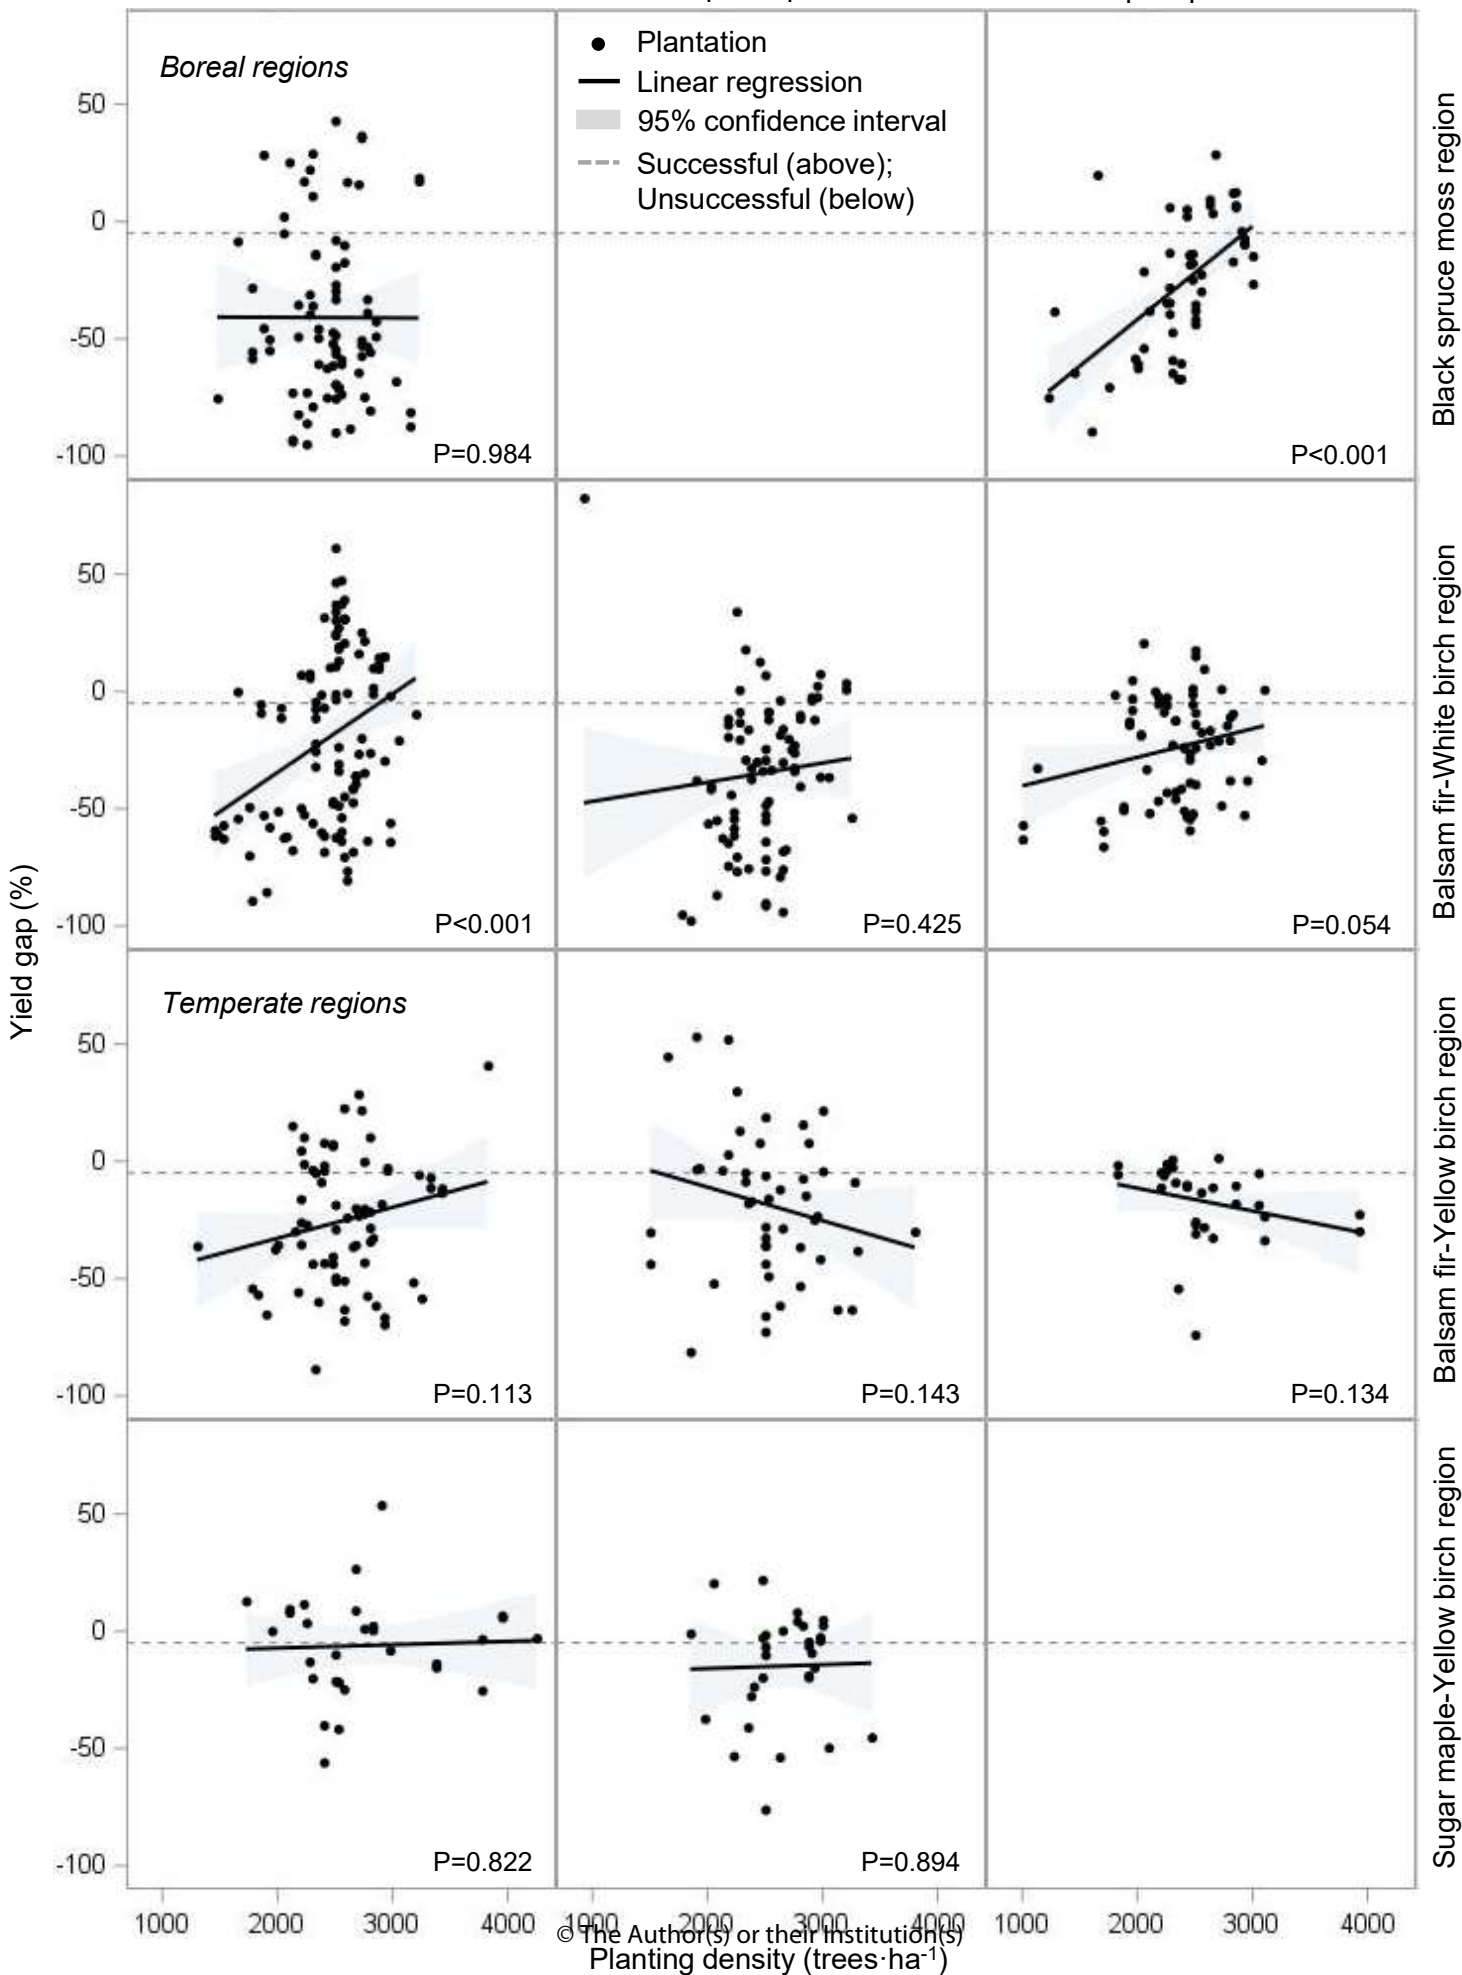 Boreal regions
Plantation
Linear regression
95% confidence interval
Successful (above);
Unsuccessful (below)
50
0
-50
-100
P=0.984
P<0.001
Black spruce moss region
50
0
-50
-100
P<0.001
P=0.425
P=0.054
Balsam fir-White birch region
Yield gap (%)
Temperate regions
50
0
-50
-100
P=0.113
P=0.143
P=0.134
Balsam fir-Yellow birch region
50
0
-50
-100
P=0.822
P=0.894
Sugar maple-Yellow birch region
1000 2000 3000 4000 1000 2000 3000 4000 1000 2000 3000 4000
© The Author(s) or their Institution(s)
Planting density (trees·ha⁻¹)